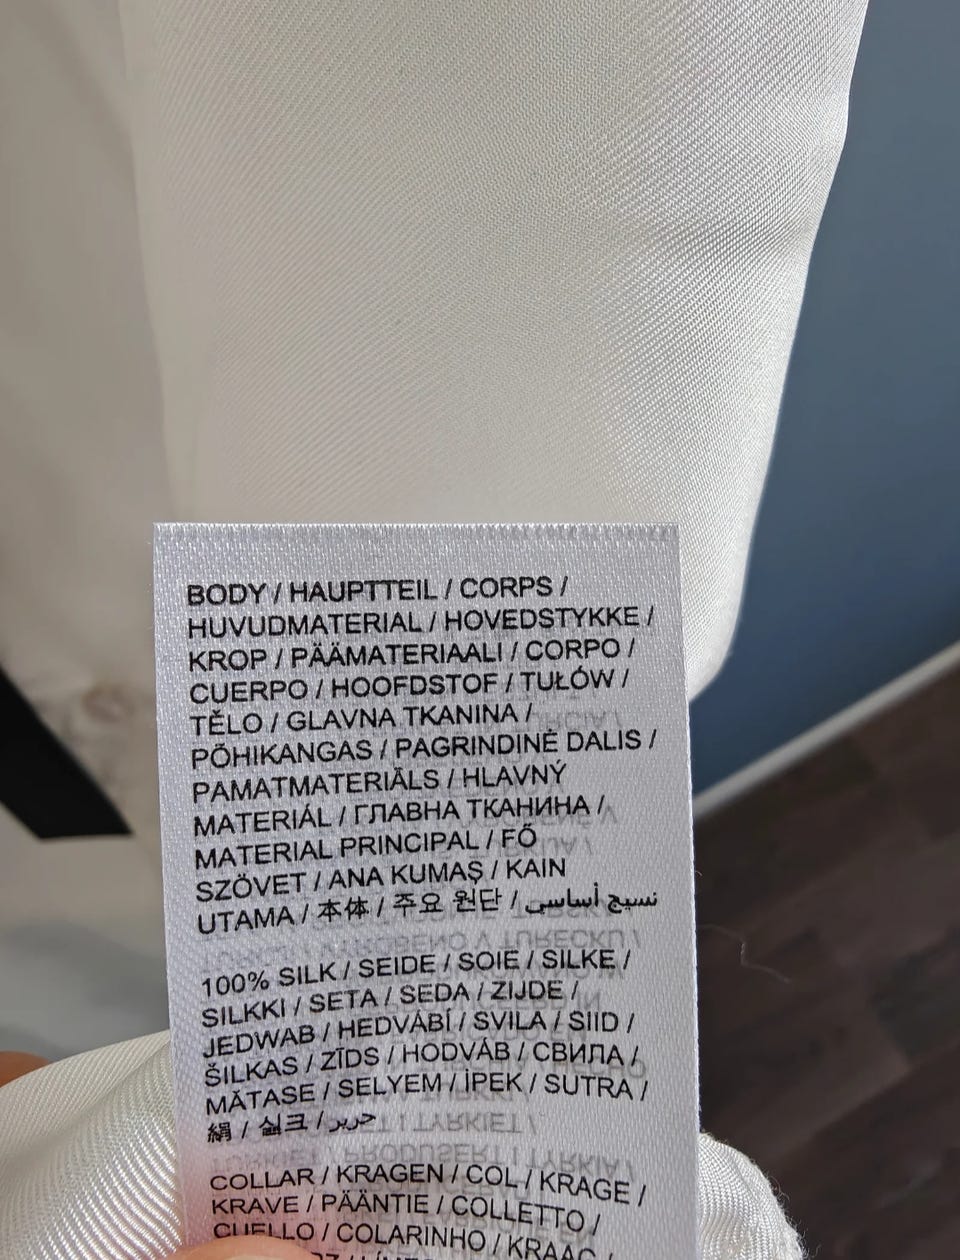 BODY / HAUPTTEIL / CORPS /
HUVUDMATERIAL / HOVEDSTYKKE /
KROP / PÄÄMATERIAALI / CORPO /
CUERPO / HOOFDSTOF / TUŁÓW /
TĚLO / GLAVNA TKANINA /
PÕHIKANGAS / PAGRINDINĖ DALIS /
PAMATMATERIĀLS / HLAVNÝ
MATERIÁL / ГЛАВНА ТКАНИНА /
MATERIAL PRINCIPAL / FŐ
SZÖVET / ANA KUMAŞ / KAIN
UTAMA / 本体 / 주요 원단 / نسيج أساسي
100% SILK / SEIDE / SOIE / SILKE /
SILKKI / SETA / SEDA / ZIJDE /
JEDWAB / HEDVÁBÍ / SVILA / SIID /
ŠILKAS / ZĪDS / HODVÁB / СВИЛА /
MĂTASE / SELYEM / İPEK / SUTRA /
絹 / 실크 / حرير
COLLAR / KRAGEN / COL / KRAGE /
KRAVE / PÄÄNTIE / COLLETTO /
CUELLO / COLARINHO / KRAAG /